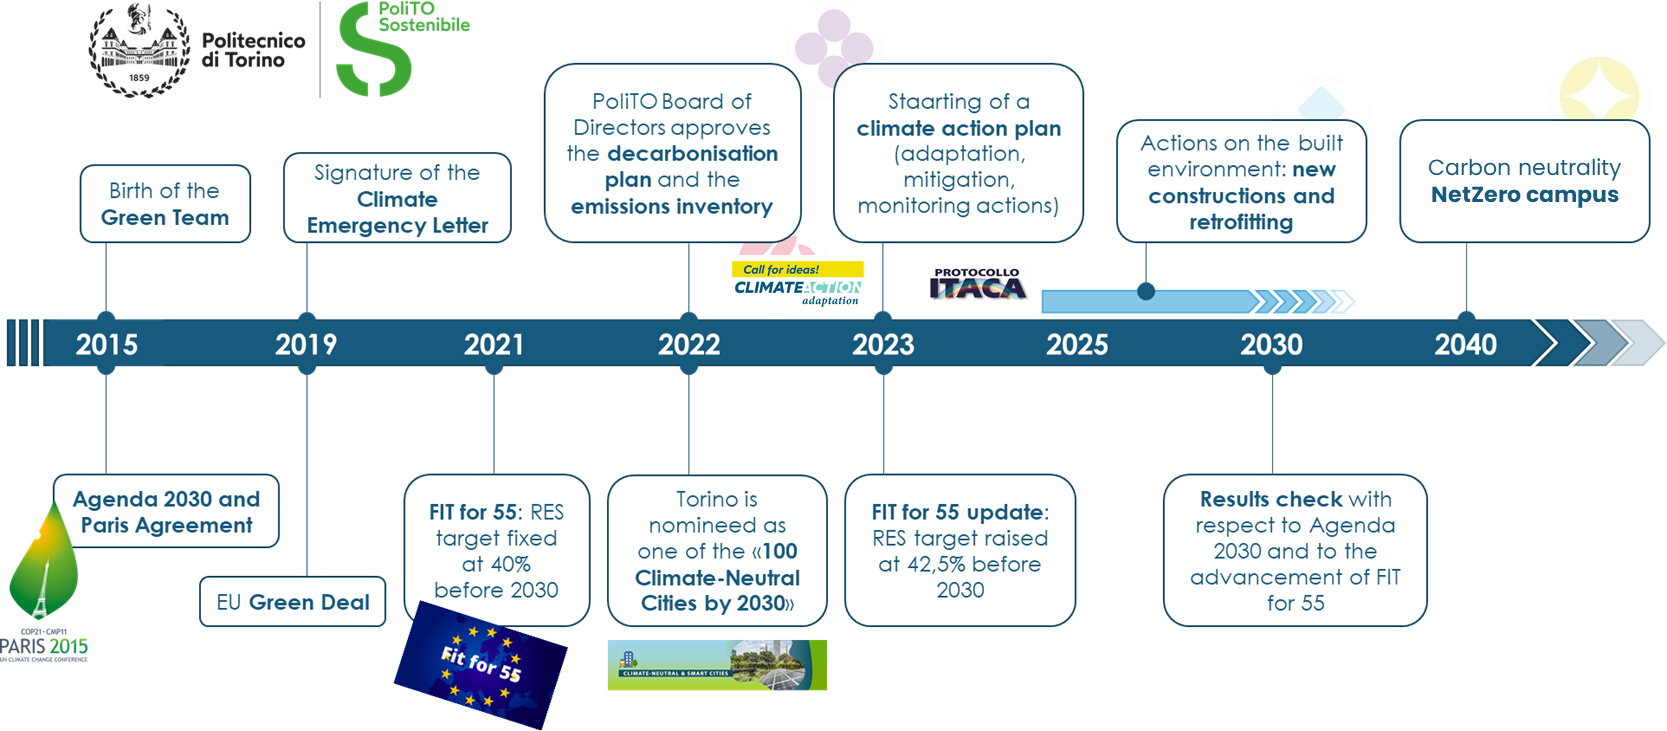 PoliTO
Sostenibile
Politecnico
di Torino
1859
Birth of the
Green Team
Signature of the
Climate
Emergency Letter
PoliTO Board of
Directors approves
the decarbonisation
plan and the
emissions inventory
Staarting of a
climate action plan
(adaptation,
mitigation,
monitoring actions)
Actions on the built
environment: new
constructions and
retrofitting
Carbon neutrality
NetZero campus
Call for ideas!
CLIMATEACTION
adaptation
PROTOCOLLO
ITACA
2015
2019
2021
2022
2023
2025
2030
2040
Agenda 2030 and
Paris Agreement
EU Green Deal
FIT for 55: RES
target fixed
at 40%
before 2030
Torino is
nomineed as
one of the «100
Climate-Neutral
Cities by 2030»
FIT for 55 update:
RES target raised
at 42,5% before
2030
Results check with
respect to Agenda
2030 and to the
advancement of FIT
for 55
COP21·CMP11
PARIS 2015
UN CLIMATE CHANGE CONFERENCE
Fit for 55
CLIMATE-NEUTRAL & SMART CITIES